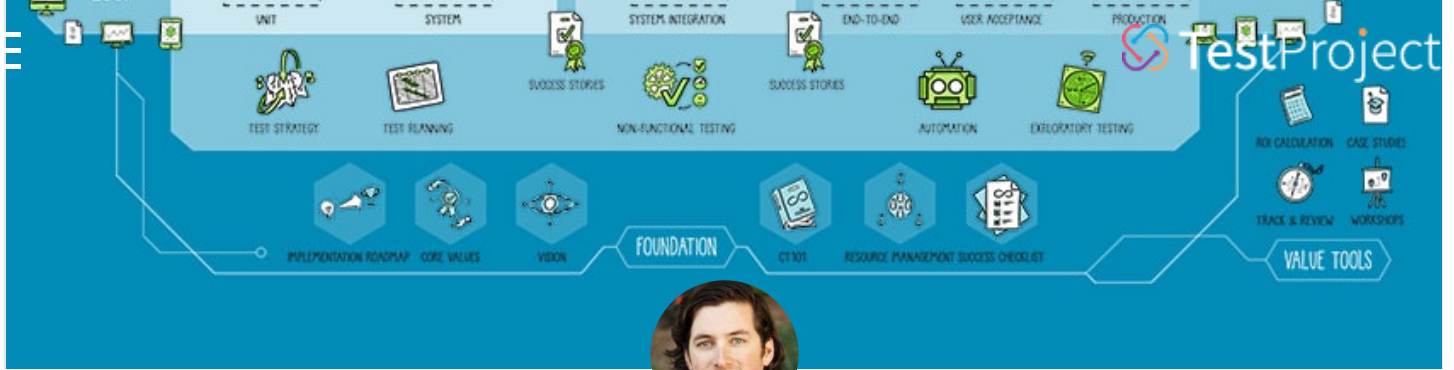 UNIT
SYSTEM
SYSTEM INTEGRATION
END-TO-END
USER ACCEPTANCE
PRODUCTION
TestProject
SUCCESS STORIES
SUCCESS STORIES
TEST STRATEGY
TEST PLANNING
NON-FUNCTIONAL TESTING
AUTOMATION
EXPLORATORY TESTING
ROI CALCULATION
CASE STUDIES
TRACK & REVIEW
WORKSHOPS
IMPLEMENTATION ROADMAP
CORE VALUES
VISION
FOUNDATION
CT101
RESOURCE MANAGEMENT
SUCCESS CHECKLIST
VALUE TOOLS